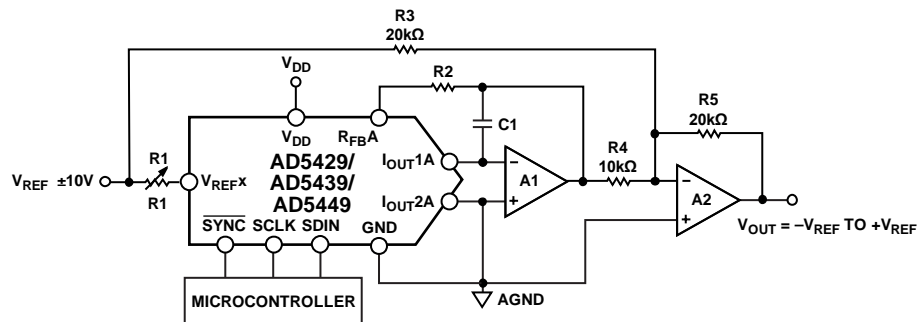 R3
20kΩ
VDD
R2
R5
20kΩ
C1
VDD
RFBA
R4
10kΩ
R1
AD5429/
AD5439/
AD5449
IOUT1A
–
A1
VREF ±10V
VREFX
+
–
A2
R1
IOUT2A
+
SYNC SCLK SDIN
GND
VOUT = –VREF TO +VREF
AGND
MICROCONTROLLER